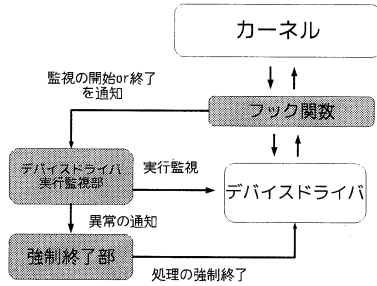 カーネル
監視の開始or終了
を通知
フック関数
デバイスドライバ
実行監視部
実行監視
デバイスドライバ
異常の通知
強制終了部
処理の強制終了